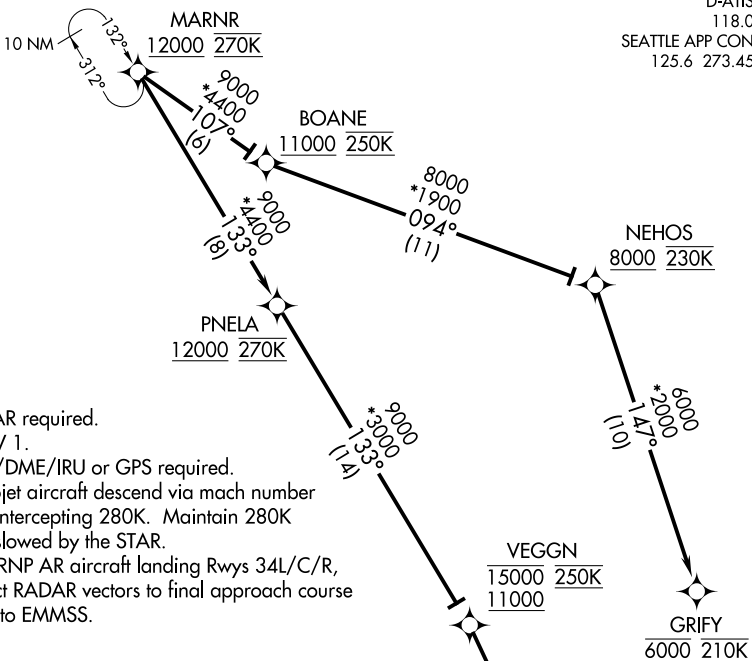 D-ATIS
118.0
SEATTLE APP CON
125.6 273.45
MARNR
12000 270K
10 NM
132°
312°
9000
*4400
107°
(6)
BOANE
11000 250K
8000
*1900
094°
(11)
NEHOS
8000 230K
9000
*4400
133°
(8)
PNELA
12000 270K
6000
*2000
147°
(10)
9000
*3000
133°
(14)
AR required.
V 1.
/DME/IRU or GPS required.
ojet aircraft descend via mach number
ntercepting 280K. Maintain 280K
slowed by the STAR.
RNP AR aircraft landing Rwys 34L/C/R,
ct RADAR vectors to final approach course
to EMMSS.
VEGGN
15000 250K
11000
GRIFY
6000 210K